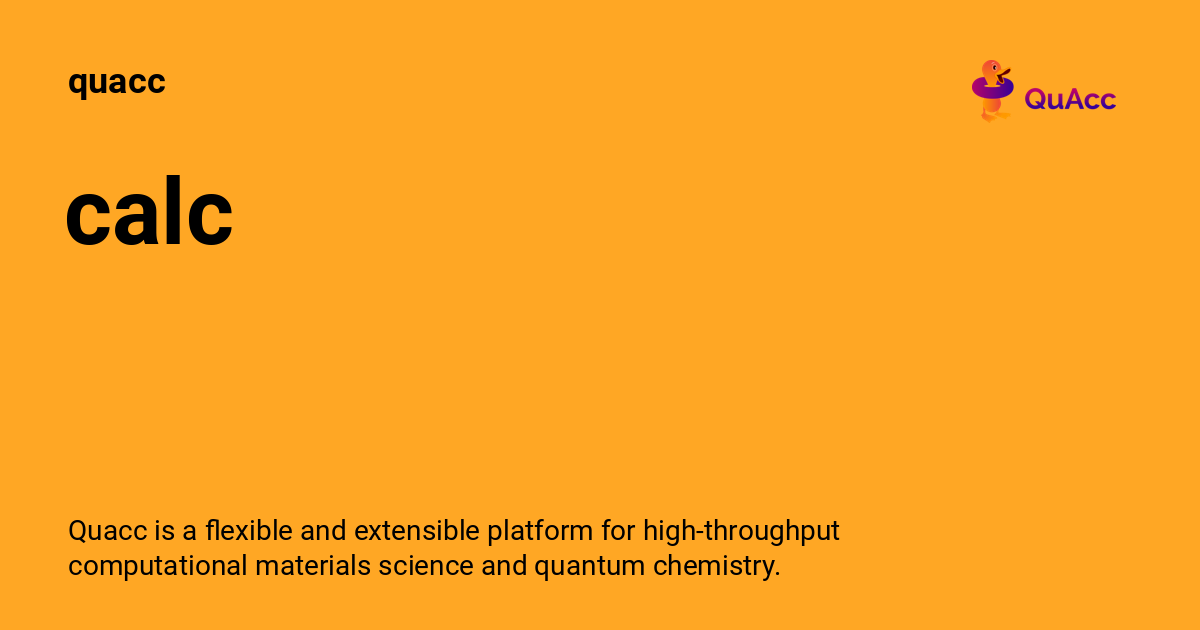 quacc
QuAcc
calc
Quacc is a flexible and extensible platform for high-throughput
computational materials science and quantum chemistry.